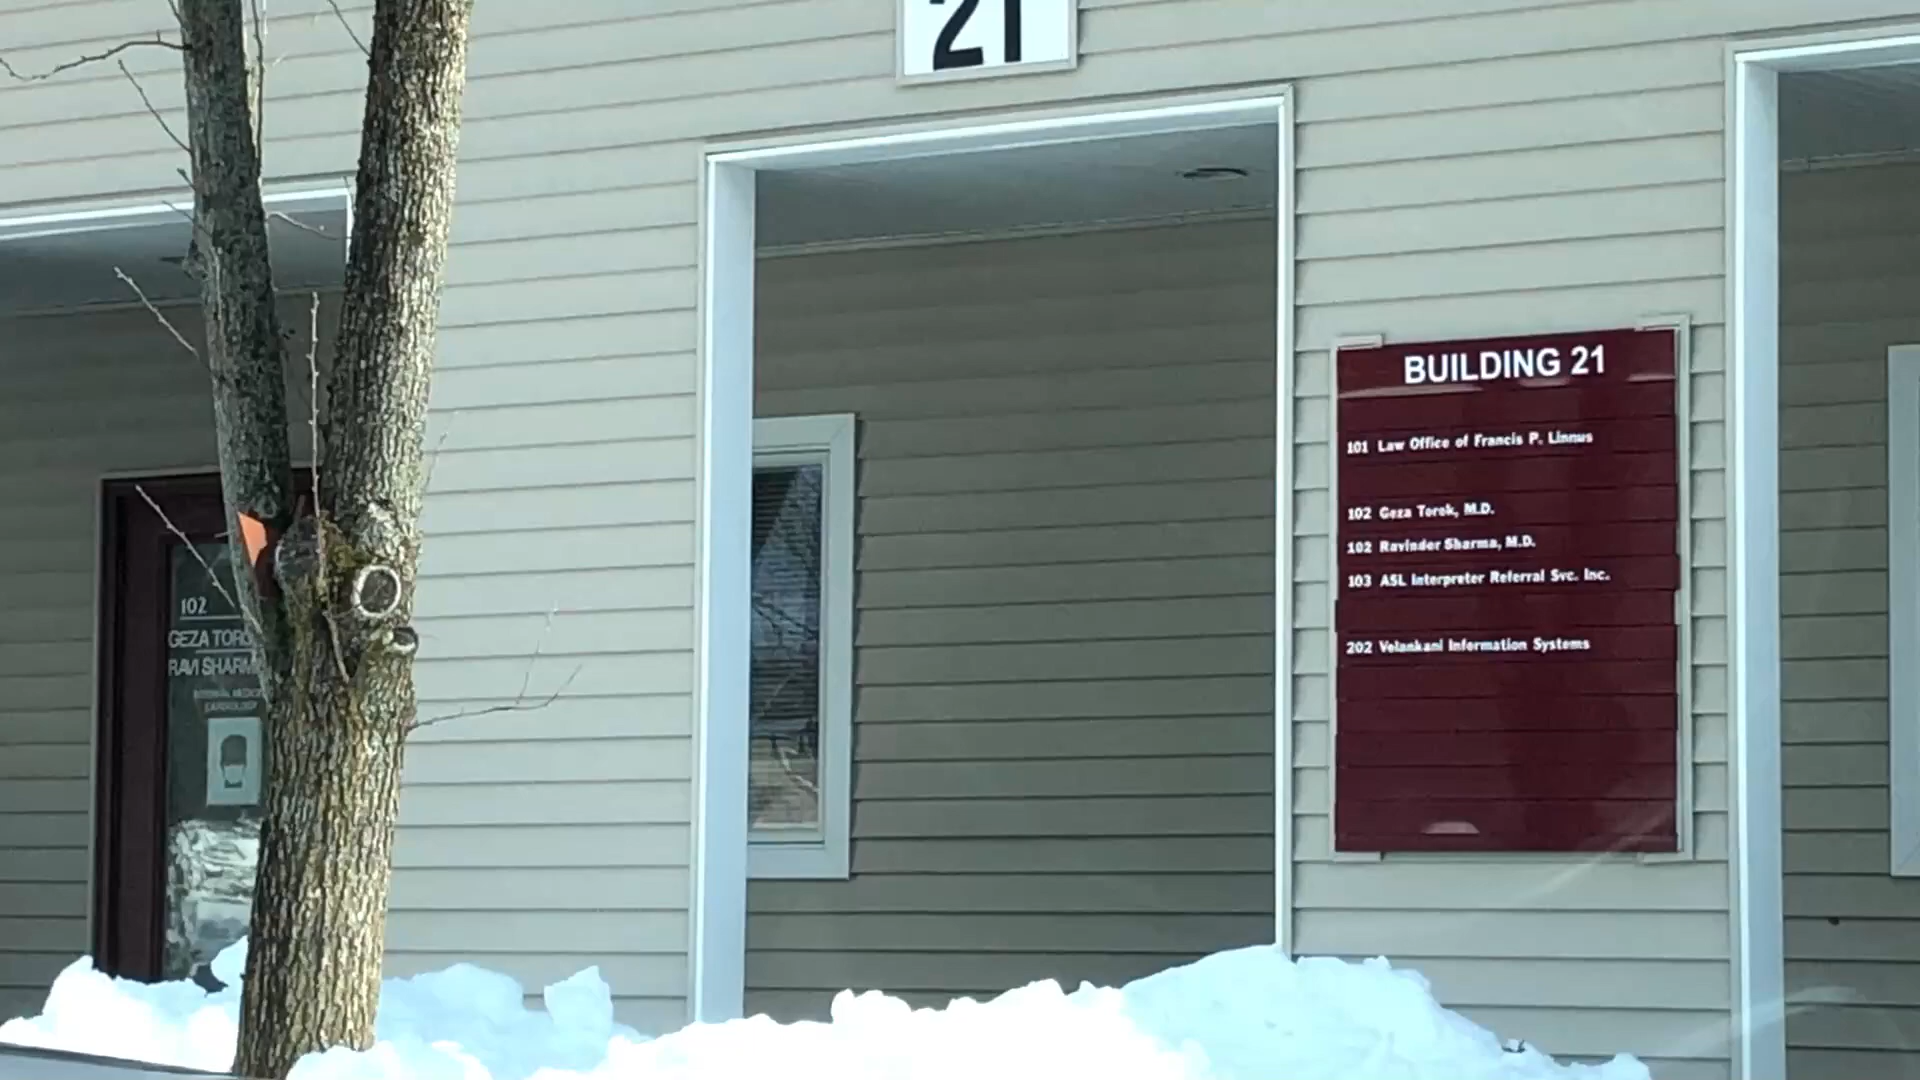 21
BUILDING 21
101 Law Office of Francis P. Linnus
102 Geza Torok, M.D.
102 Ravinder Sharma, M.D.
103 ASL Interpreter Referral Svc. Inc.
202 Velankani Information Systems
102
GEZA TORO
RAVI SHARM